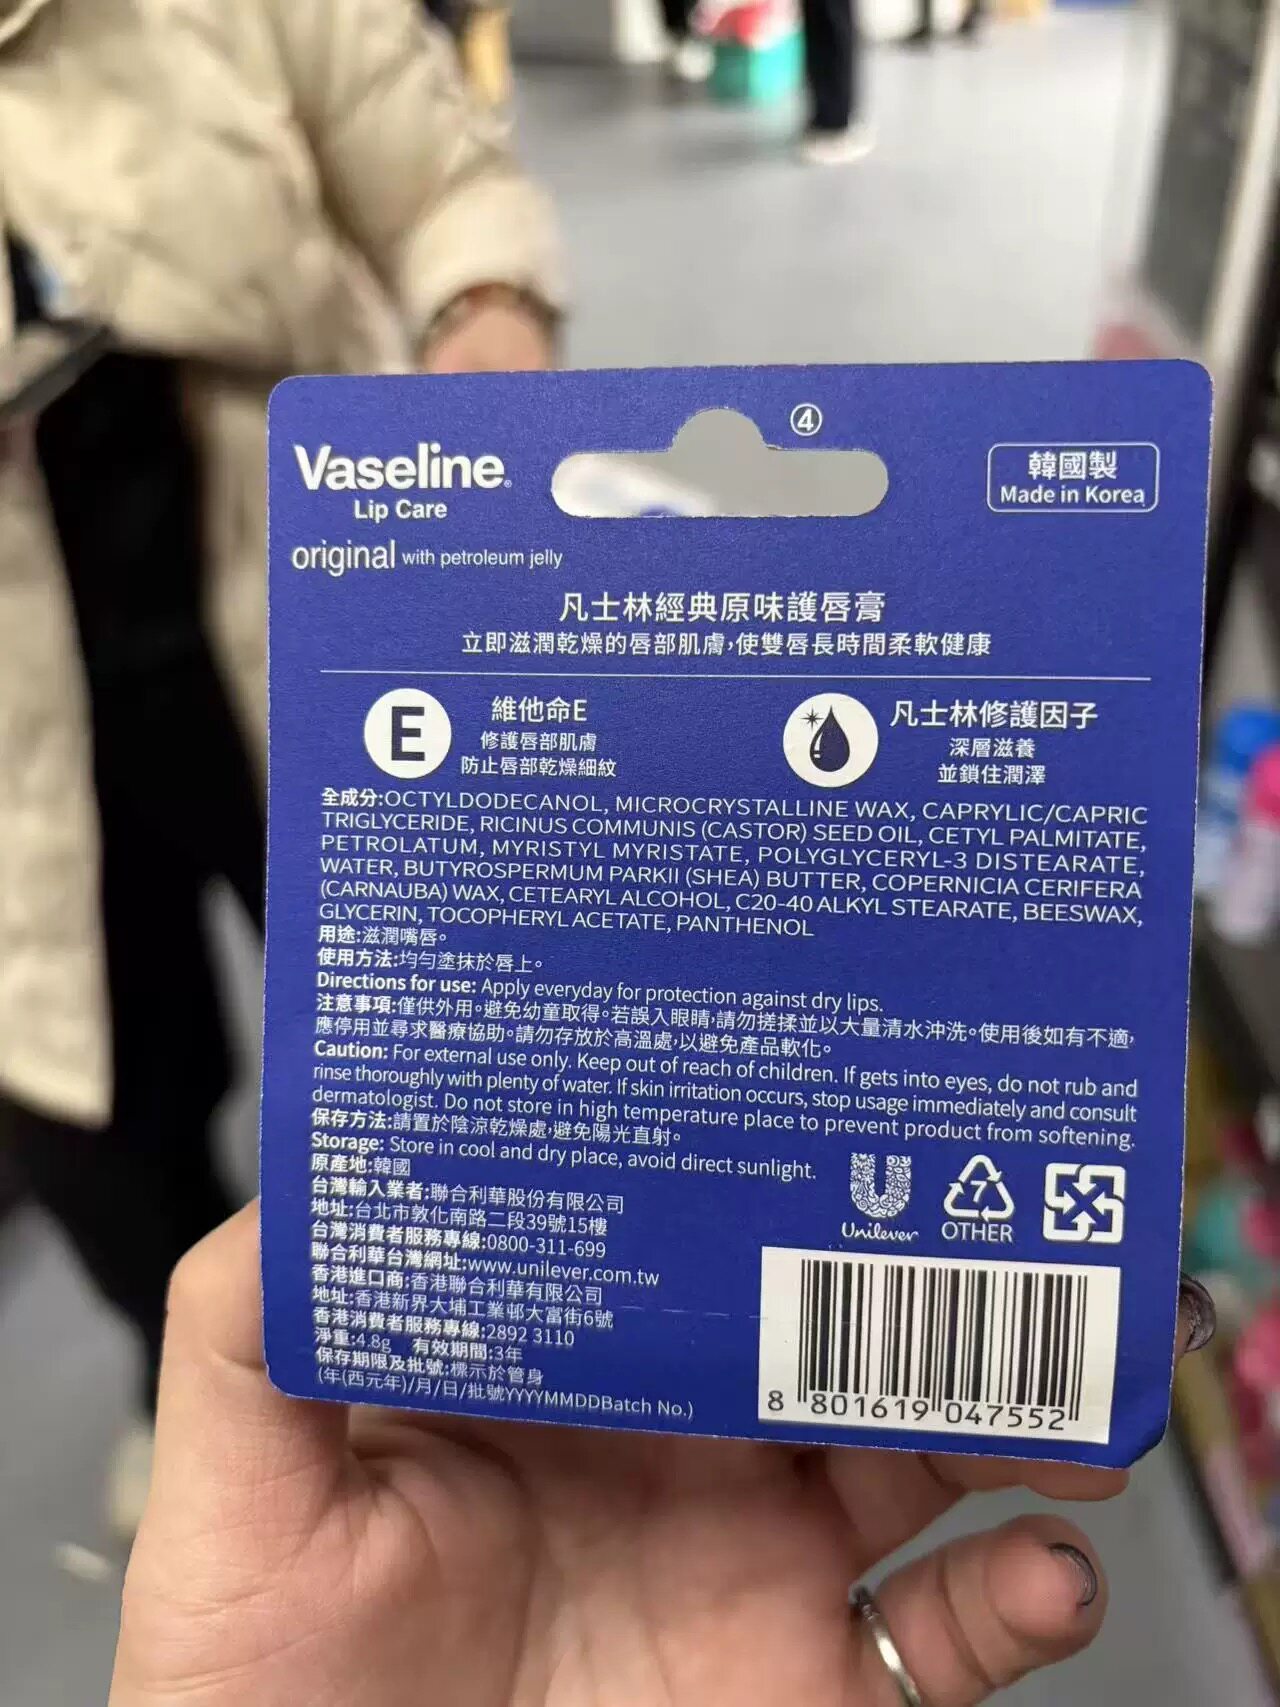 ④
Vaseline®
Lip Care
韓國製
Made in Korea
original with petroleum jelly
凡士林經典原味護唇膏
立即滋潤乾燥的唇部肌膚,使雙唇長時間柔軟健康
E
維他命E
修護唇部肌膚
防止唇部乾燥細紋
凡士林修護因子
深層滋養
並鎖住潤澤
全成分:OCTYLDODECANOL, MICROCRYSTALLINE WAX, CAPRYLIC/CAPRIC
TRIGLYCERIDE, RICINUS COMMUNIS (CASTOR) SEED OIL, CETYL PALMITATE,
PETROLATUM, MYRISTYL MYRISTATE, POLYGLYCERYL-3 DISTEARATE,
WATER, BUTYROSPERMUM PARKII (SHEA) BUTTER, COPERNICIA CERIFERA
(CARNAUBA) WAX, CETEARYL ALCOHOL, C20-40 ALKYL STEARATE, BEESWAX,
GLYCERIN, TOCOPHERYL ACETATE, PANTHENOL
用途:滋潤嘴唇。
使用方法:均勻塗抹於唇上。
Directions for use: Apply everyday for protection against dry lips.
注意事項:僅供外用。避免幼童取得。若誤入眼睛,請勿搓揉並以大量清水沖洗。使用後如有不適,
應停用並尋求醫療協助。請勿存放於高溫處,以避免產品軟化。
Caution: For external use only. Keep out of reach of children. If gets into eyes, do not rub and
rinse thoroughly with plenty of water. If skin irritation occurs, stop usage immediately and consult
dermatologist. Do not store in high temperature place to prevent product from softening.
保存方法:請置於陰涼乾燥處,避免陽光直射。
Storage: Store in cool and dry place, avoid direct sunlight.
原產地:韓國
台灣輸入業者:聯合利華股份有限公司
地址:台北市敦化南路二段39號15樓
台灣消費者服務專線:0800-311-699
聯合利華台灣網址:www.unilever.com.tw
香港進口商:香港聯合利華有限公司
地址:香港新界大埔工業邨大富街6號
香港消費者服務專線:2892 3110
淨重:4.8g 有效期間:3年
保存期限及批號:標示於管身
(年(西元年)/月/日/批號YYYYMMDDBatch No.)
Unilever
7
OTHER
8 801619 047552